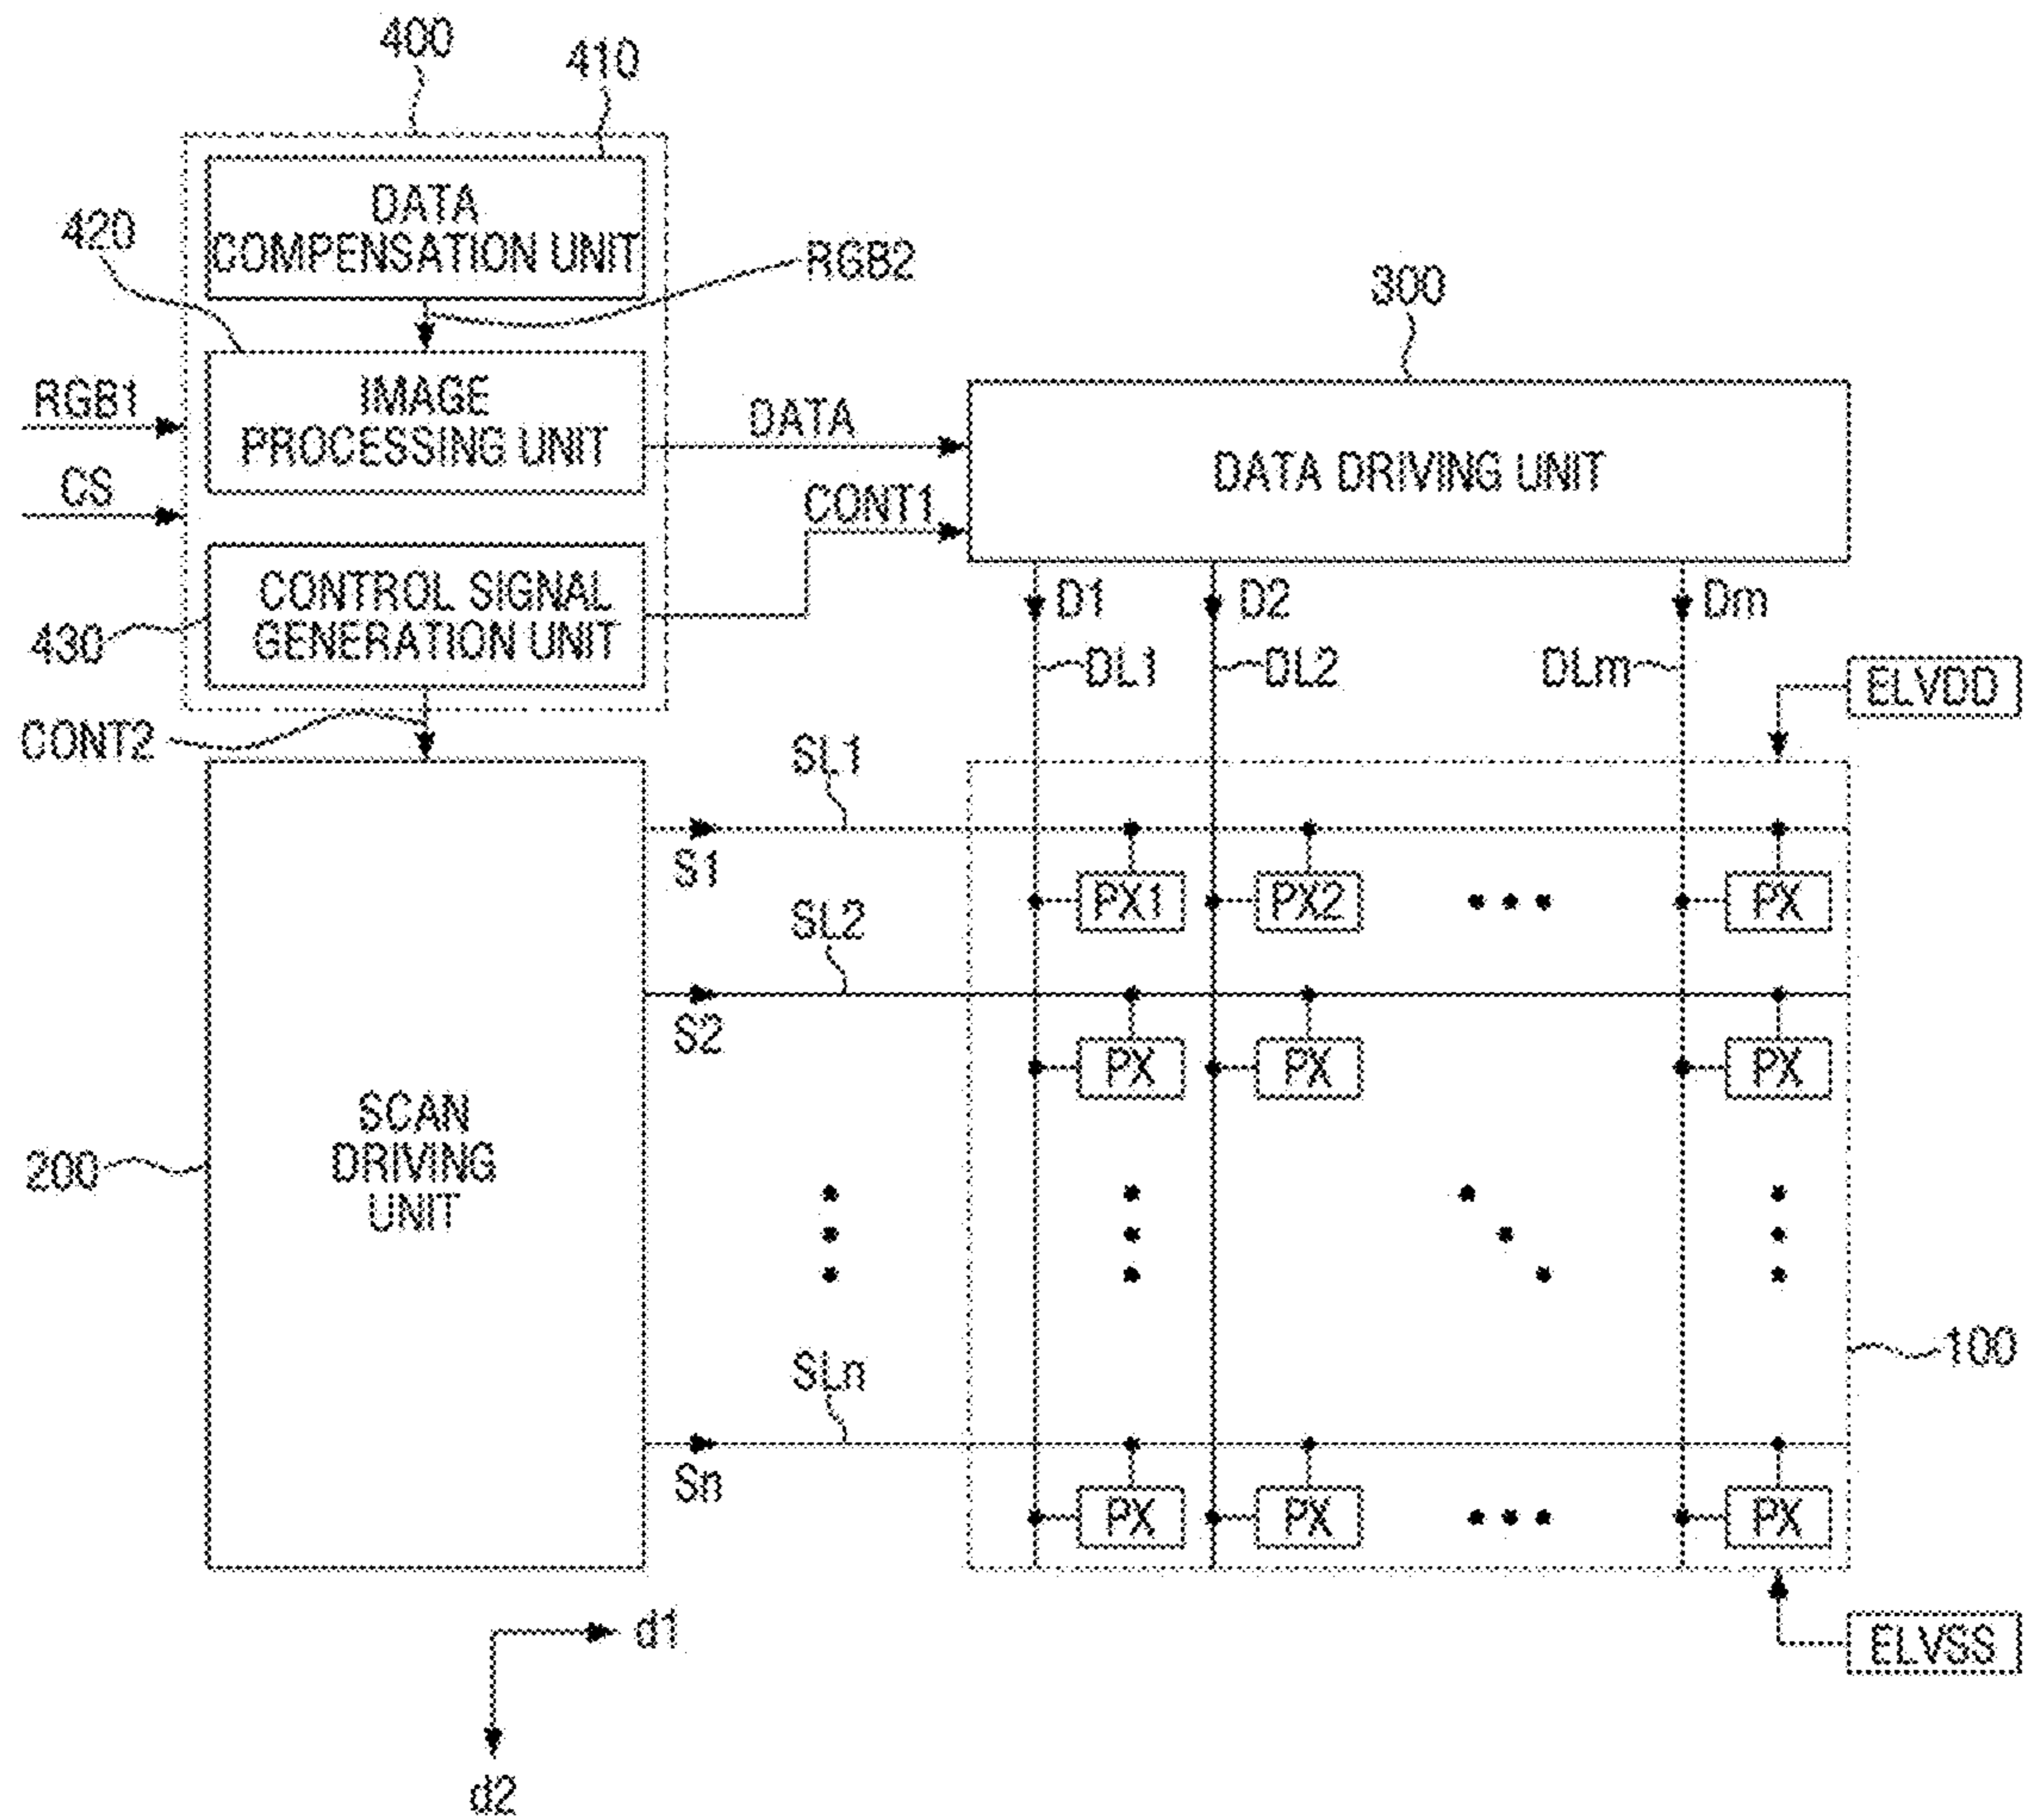 400
410
DATA
COMPENSATION UNIT
420
RGB2
300
RGB1
IMAGE
PROCESSING UNIT
DATA
DATA DRIVING UNIT
CS
CONT1
CONTROL SIGNAL
GENERATION UNIT
430
D1
D2
Dm
DL1
DL2
DLm
ELVDD
CONT2
SL1
S1
PX1
PX2
PX
SL2
S2
PX
PX
PX
SCAN
DRIVING
UNIT
200
100
SLn
Sn
PX
PX
PX
d1
ELVSS
d2